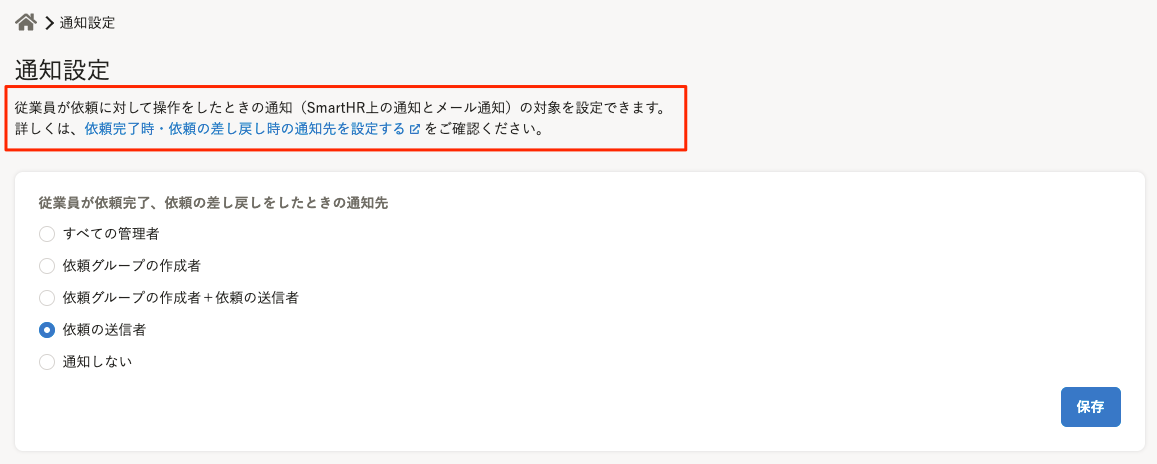 通知設定
通知設定
従業員が依頼に対して操作をしたときの通知(SmartHR上の通知とメール通知)の対象を設定できます。
詳しくは、依頼完了時・依頼の差し戻し時の通知先を設定する をご確認ください。
従業員が依頼完了、依頼の差し戻しをしたときの通知先
すべての管理者
依頼グループの作成者
依頼グループの作成者+依頼の送信者
依頼の送信者
通知しない
保存